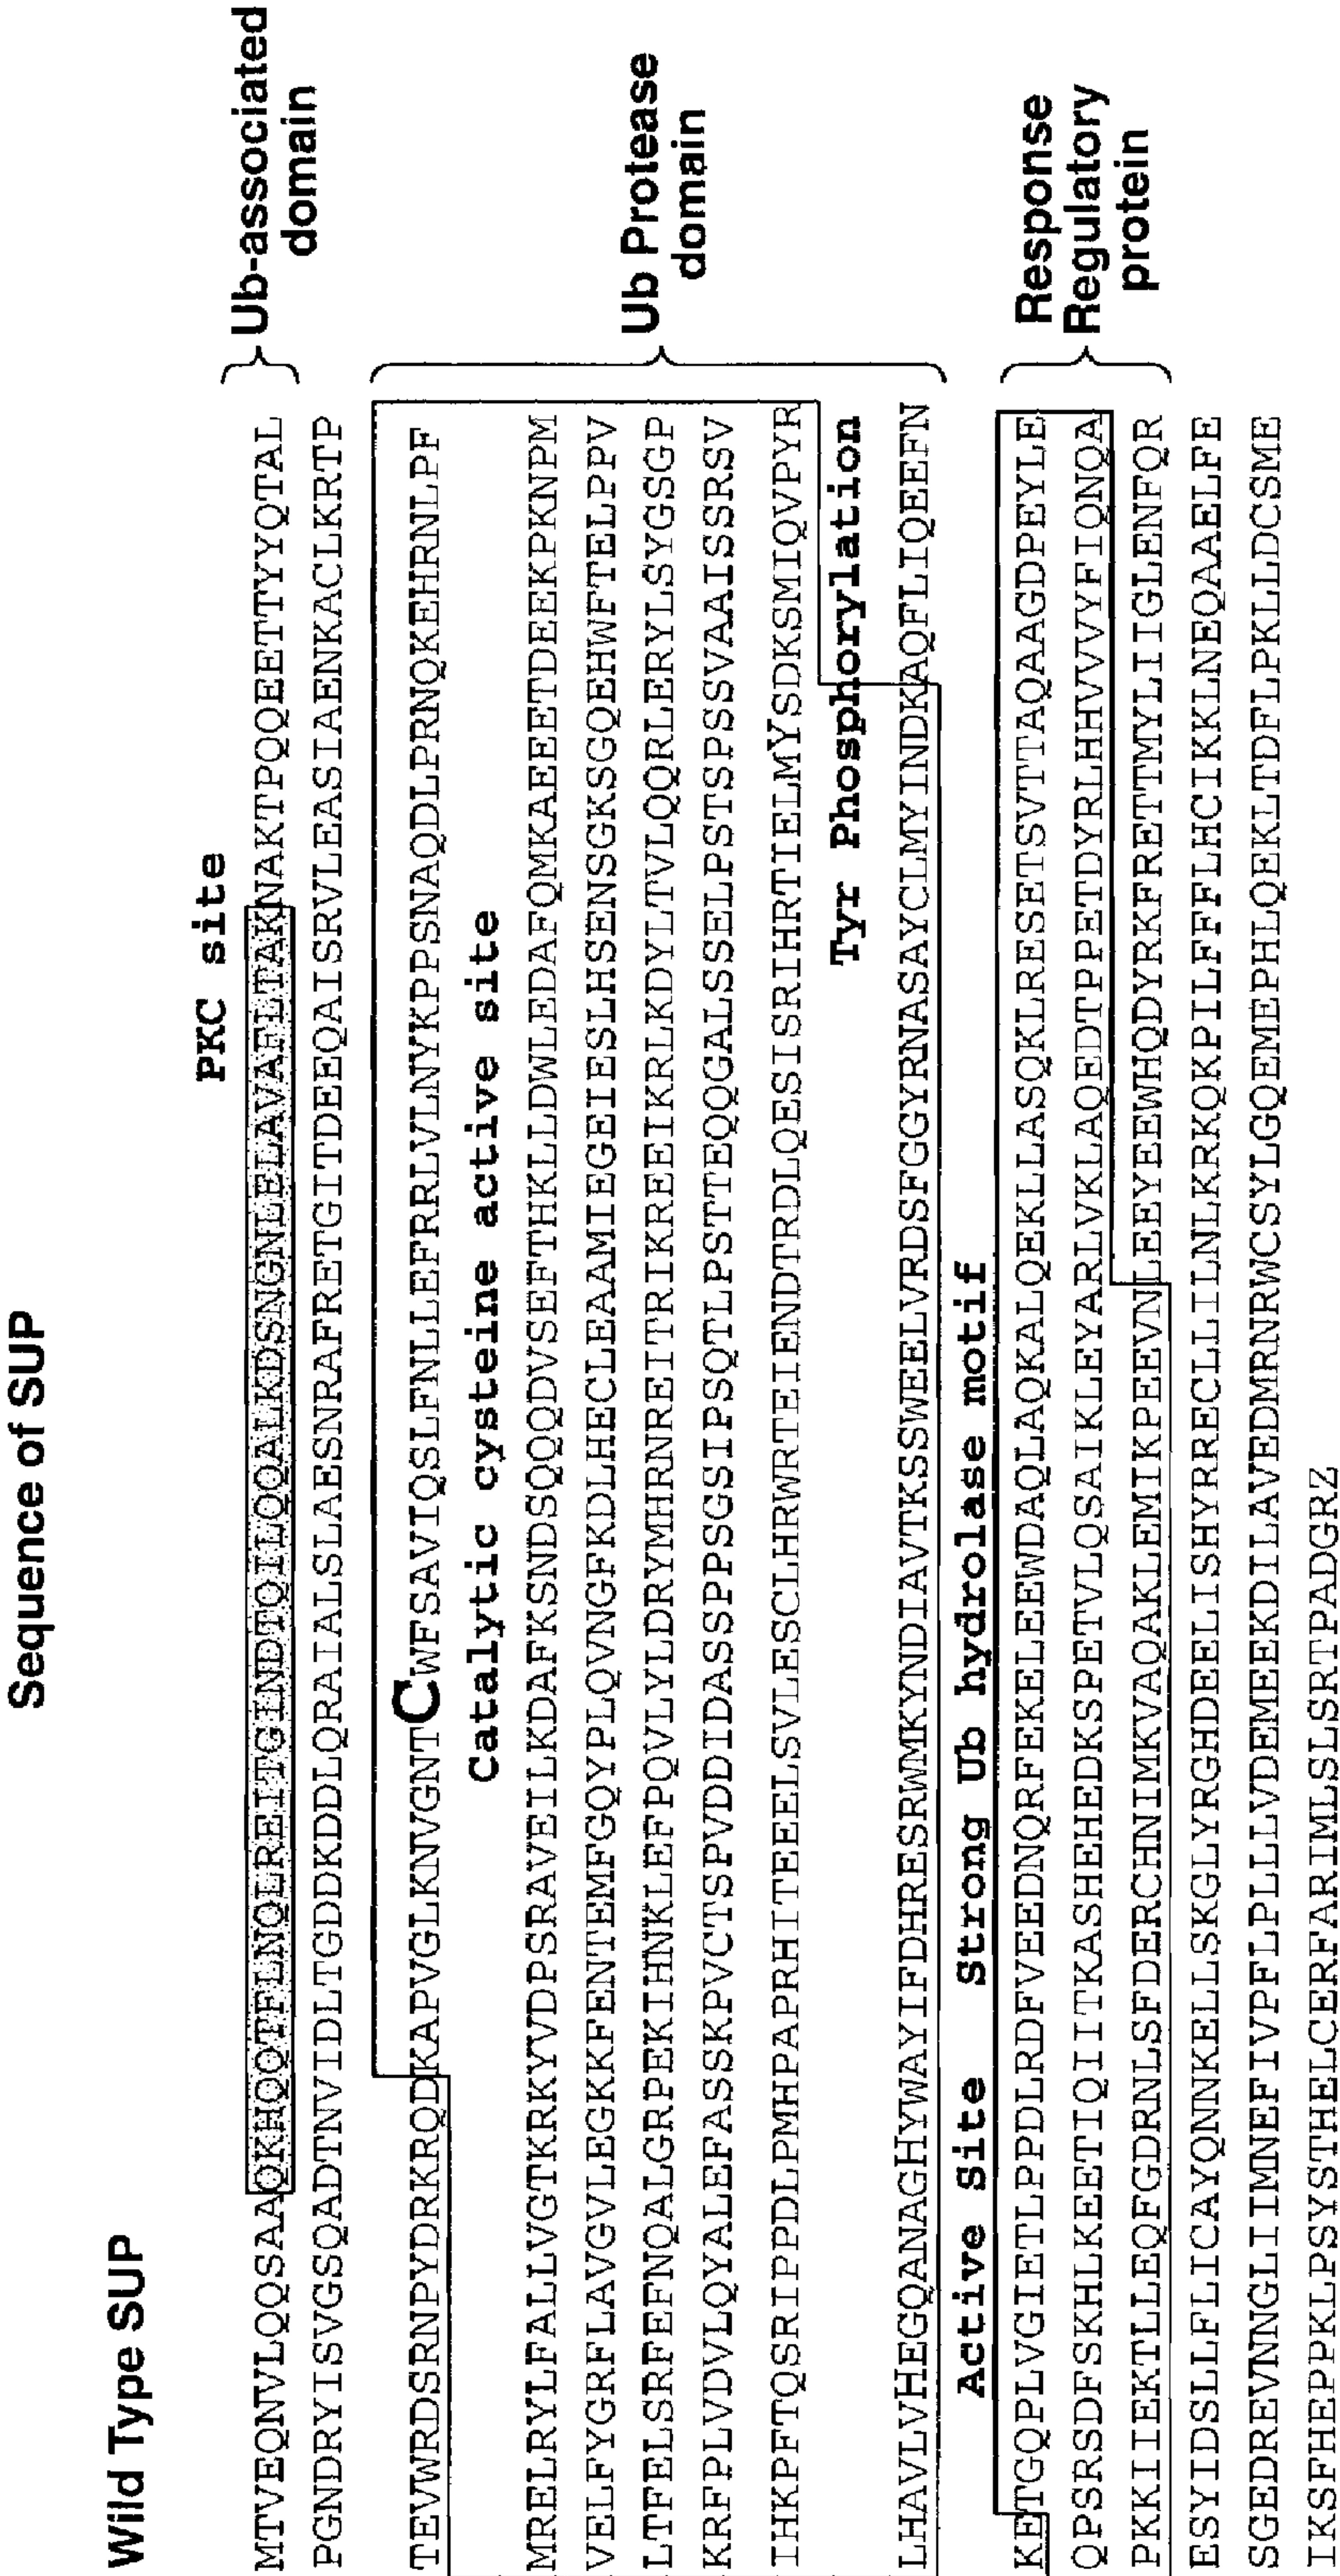 Sequence of SUP
Wild Type SUP
PKC site
MTVEQNVLQQSAAQKHQQTFLNQLREITGINDTQILQQALKDSNGNLELAVAFLTAKNAKTPQQEETTYYQTAL
Ub-associated
domain
PGNDRYISVGSQADTNVIDLTGDDKDDLQRAIALSLAESNRAFRETGITDEEQAISRVLEASIAENKACLKRTP
TEVWRDSRNPYDRKRQDKAPVGLKNVGNTCWFSAVIQSLFNLLEFRRLVLNYKPPSNAQDLPRNQKEHRNLPF
Catalytic cysteine active site
MRELRYLFALLVGTKRKYVDPSRAVEILKDAFKSNDSQQQDVSEFTHKLLDWLEDAFQMKAEEETDEEKPKNPM
VELFYGRFLAVGVLEGKKFENTEMFGQYPLQVNGFKDLHECLEAAMIEGEIESLHSENSGKSGQEHWFTELPPV
LTFELSRFEFNQALGRPEKIHNKLEFPQVLYLDRYMHRNREITRIKREEIKRLKDYLTVLQQRLERYLSYGSGP
Ub Protease
domain
KRFPLVDVLQYALEFASSKPVCTSPVDDIDASSPPSGSIPSQTLPSTTEQQGALSSELPSTSPSSVAAISSRSV
IHKPFTQSRIPPDLPMHPAPRHITEEELSVLESCLHRWRTEIENDTRDLQESISRIHRTIELMYSDKSMIQVPYR
Tyr Phosphorylation
LHAVLVHEGQANAGHYWAYIFDHRESRWMKYNDIAVTKSSWEELVRDSFGGYRNASAYCLMYINDKAQFLIQEEFN
Active Site Strong Ub hydrolase motif
KETGQPLVGIETLPPDLRDFVEEDNQRFEKELEEWDAQLAQKALQEKLLASQKLRESETSVTTAQAAGDPEYLE
QPSRSDFSKHLKEETIQIITKASHEHEDKSPETVLQSAIKLEYARLVKLAQEDTPPETDYRLHHVVVYFIQNQA
Response
Regulatory
protein
PKKIIEKTLLEQFGDRNLSFDERCHNIMKVAQAKLEMIKPEEVNLEEYEEWHQDYRKFRETTMYLIIGLENFQR
ESYIDSLLFLICAYQNNKELLSKGLYRGHDEELISHYRRECLLILNLKRKQKPILFFFLHCIKKLNEQAAELFE
SGEDREVNNGLIIMNEFIVPFLPLLLVDEMEEKDILAVEDMRNRWCSYLGQEMEPHLQEKLTDFLPKLLDCSME
IKSFHEPPKLPSYSTHELCERFARIMLSLSRTPADGRZ